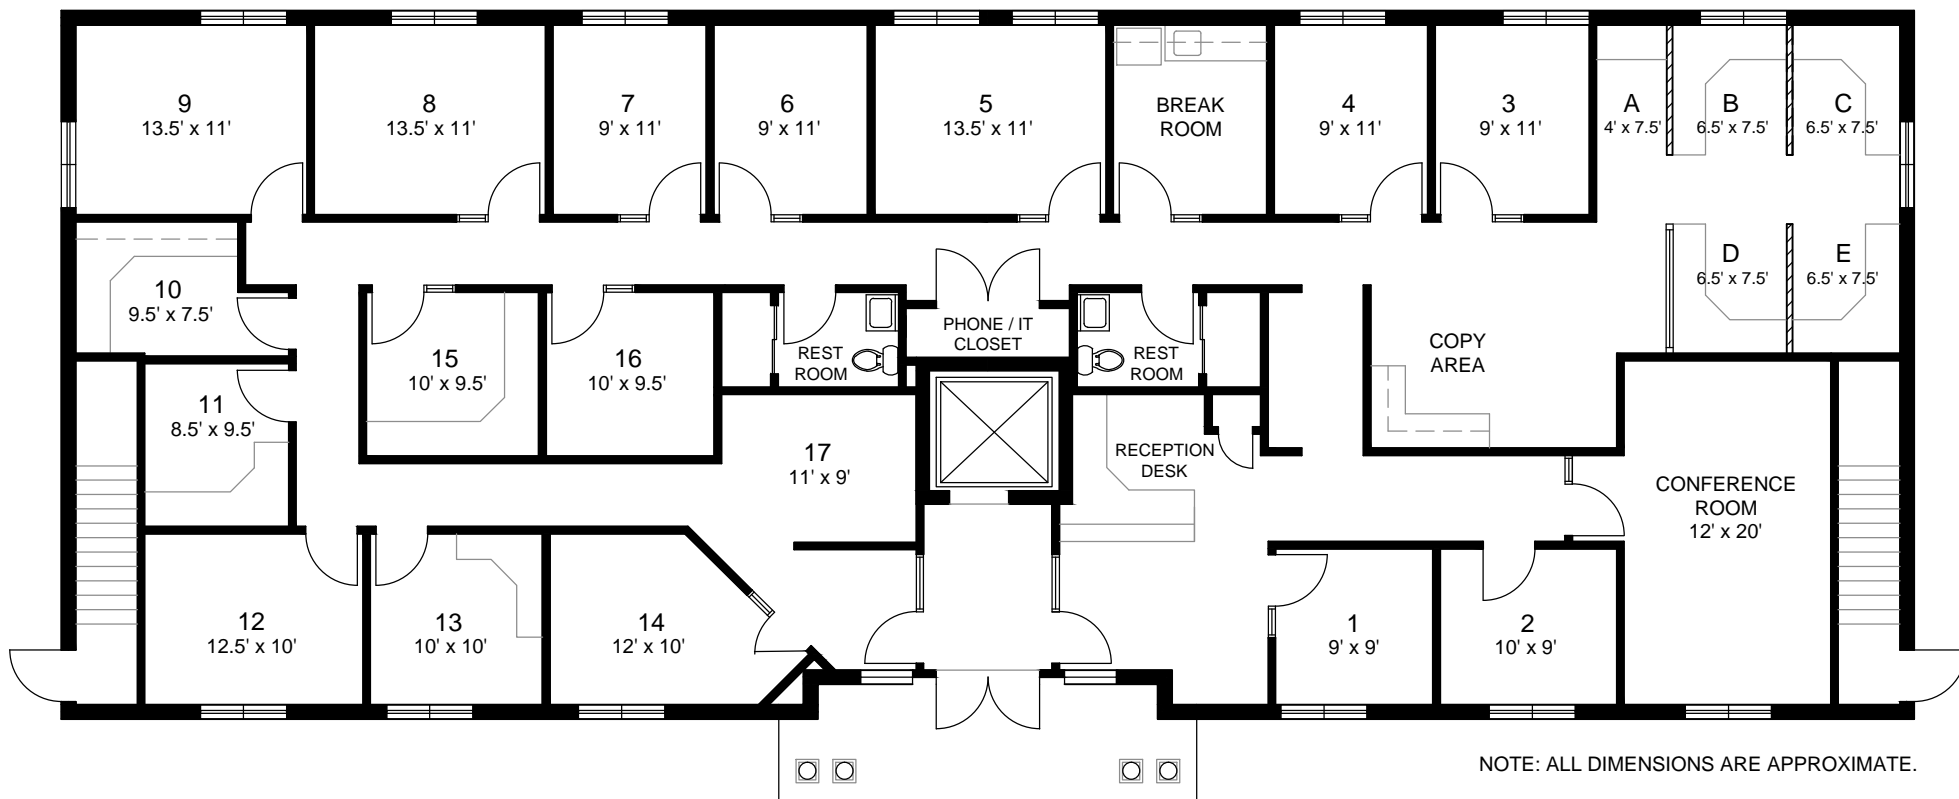 9
13.5' x 11'
8
13.5' x 11'
7
9' x 11'
6
9' x 11'
5
13.5' x 11'
BREAK
ROOM
4
9' x 11'
3
9' x 11'
A
4' x 7.5'
B
6.5' x 7.5'
C
6.5' x 7.5'
D
6.5' x 7.5'
E
6.5' x 7.5'
10
9.5' x 7.5'
15
10' x 9.5'
16
10' x 9.5'
REST
ROOM
PHONE / IT
CLOSET
REST
ROOM
COPY
AREA
11
8.5' x 9.5'
17
11' x 9'
RECEPTION
DESK
CONFERENCE
ROOM
12' x 20'
12
12.5' x 10'
13
10' x 10'
14
12' x 10'
1
9' x 9'
2
10' x 9'
NOTE: ALL DIMENSIONS ARE APPROXIMATE.